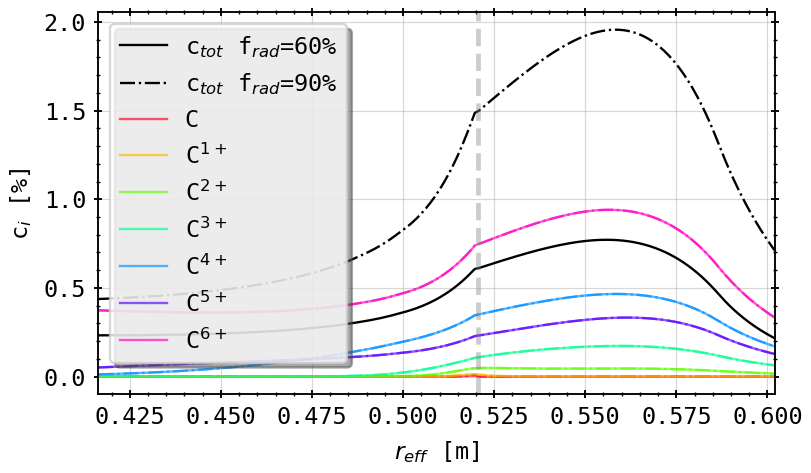 2.0
1.5
1.0
0.5
0.0
c_i [%]
c_tot f_rad=60%
c_tot f_rad=90%
C
C^1+
C^2+
C^3+
C^4+
C^5+
C^6+
0.425 0.450 0.475 0.500 0.525 0.550 0.575 0.600
r_eff [m]